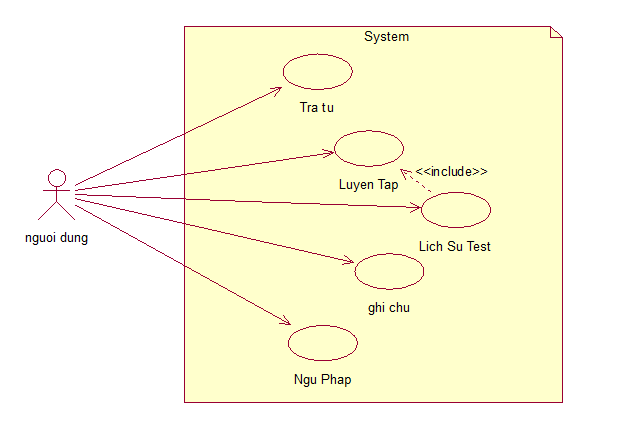 System
Tra tu
Luyen Tap
<<include>>
Lich Su Test
nguoi dung
ghi chu
Ngu Phap